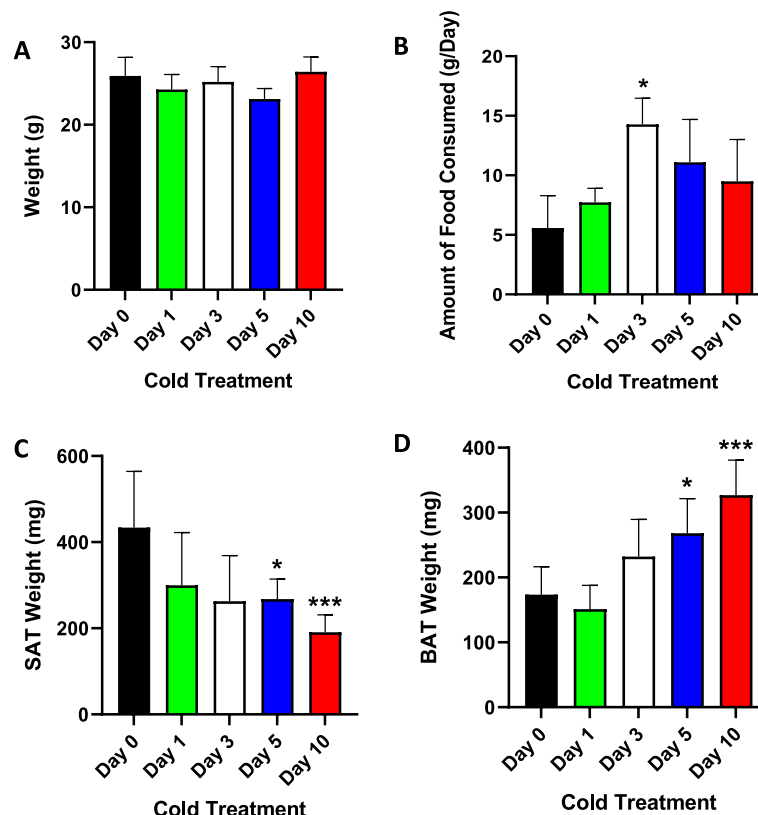 A
Weight (g)
30
20
10
0
Day 0
Day 1
Day 3
Day 5
Day 10
Cold Treatment
B
Amount of Food Consumed (g/Day)
20
15
10
5
0
*
Day 0
Day 1
Day 3
Day 5
Day 10
Cold Treatment
C
SAT Weight (mg)
600
400
200
0
*
***
Day 0
Day 1
Day 3
Day 5
Day 10
Cold Treatment
D
BAT Weight (mg)
400
300
200
100
0
*
***
Day 0
Day 1
Day 3
Day 5
Day 10
Cold Treatment